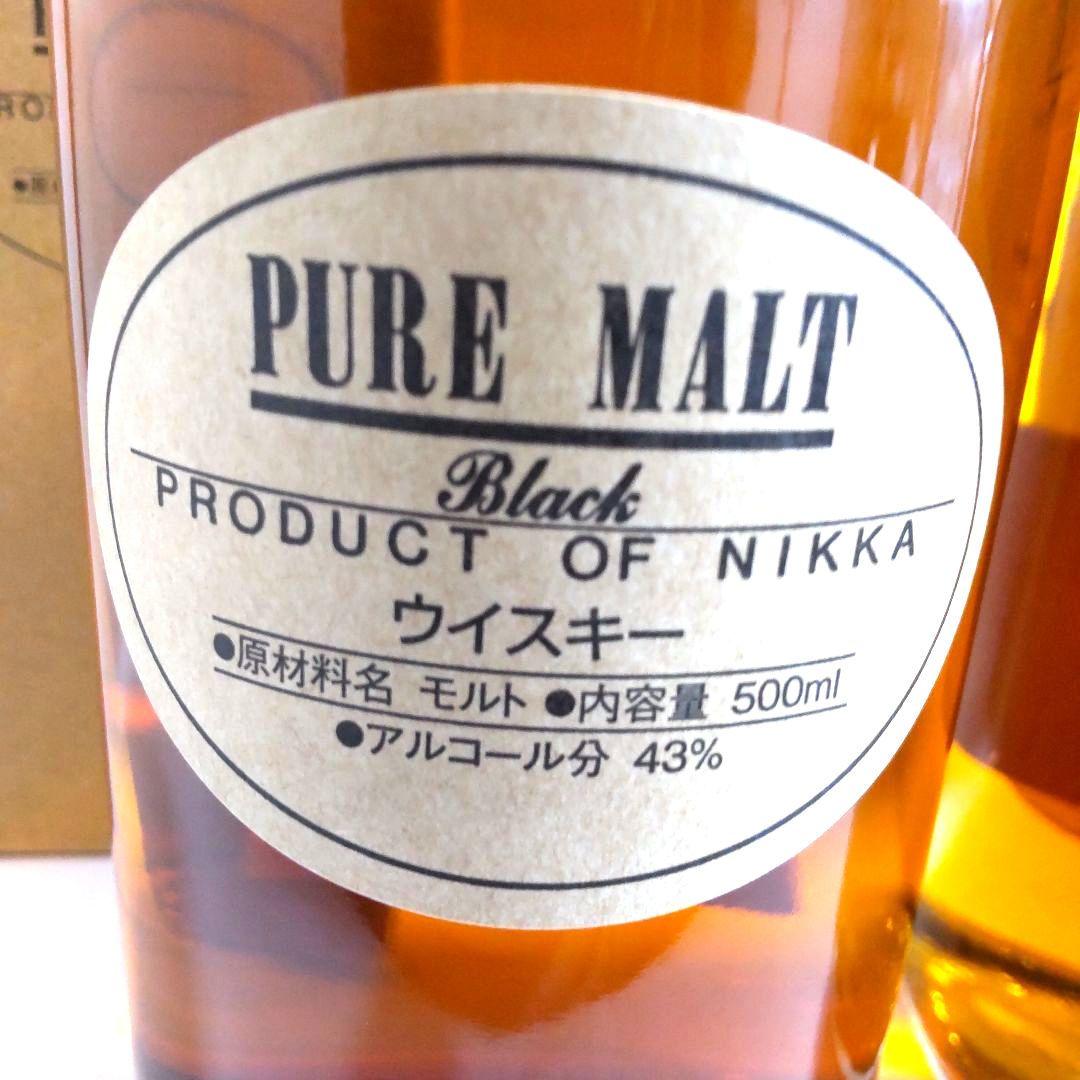 PURE MALT
Black
PRODUCT OF NIKKA
ウイスキー
●原材料名 モルト ●内容量 500ml
●アルコール分 43%